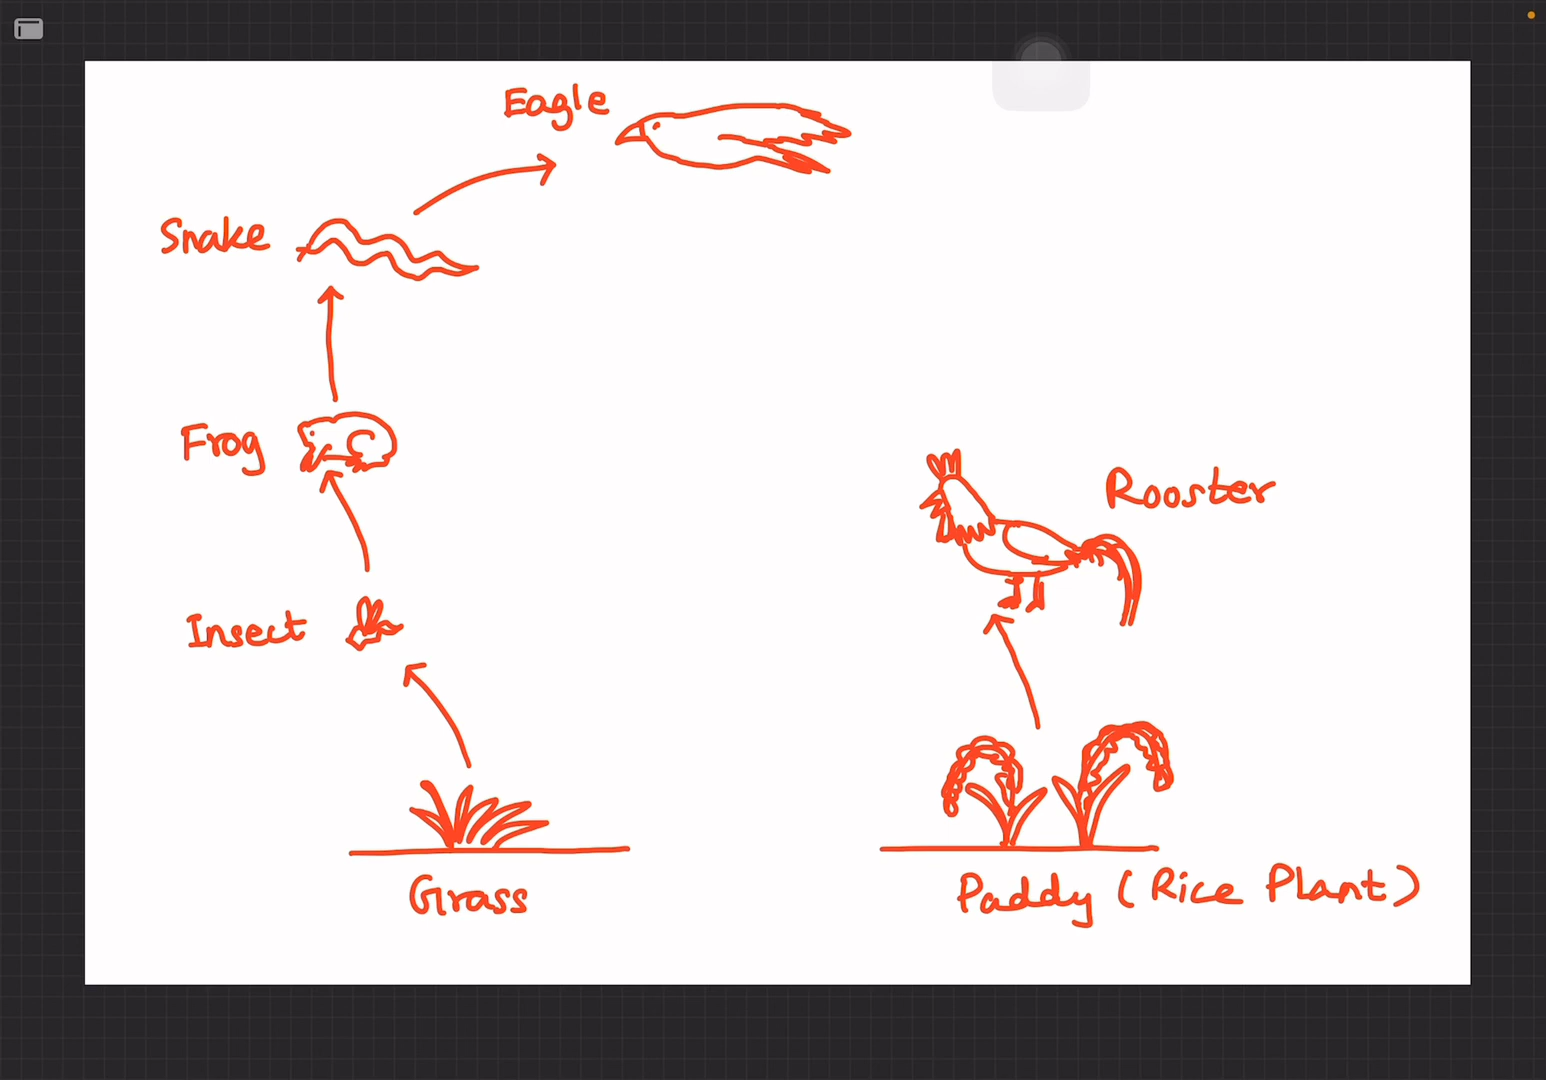 Eagle
Snake
Frog
Rooster
Insect
Grass
Paddy (Rice Plant)